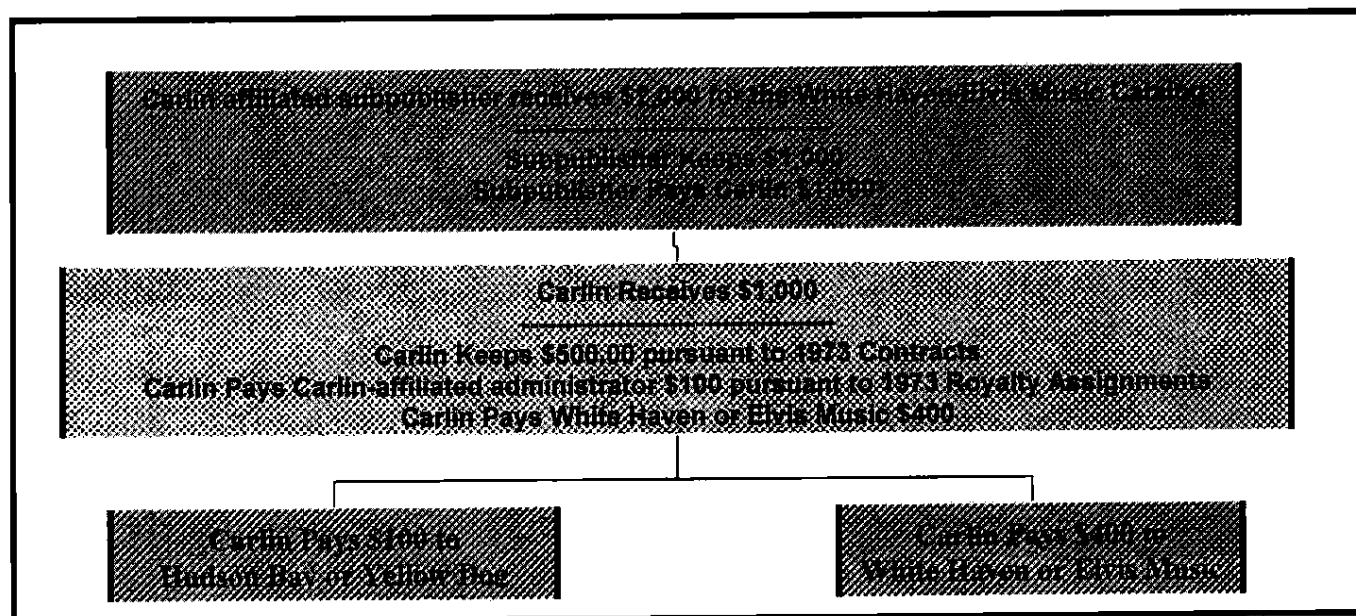 Carlin-affiliated subpublisher receives $2,000 for the White Haven/Elvis Music Catalog
Subpublisher Keeps $1,000
Subpublisher Pays Carlin $1,000
Carlin Receives $1,000
Carlin Keeps $500.00 pursuant to 1973 Contracts
Carlin Pays Carlin-affiliated administrator $100 pursuant to 1973 Royalty Assignments
Carlin Pays White Haven or Elvis Music $400
Carlin Pays $100 to
Hudson Bay or Yellow Dog
Carlin Pays $400 to
White Haven or Elvis Music